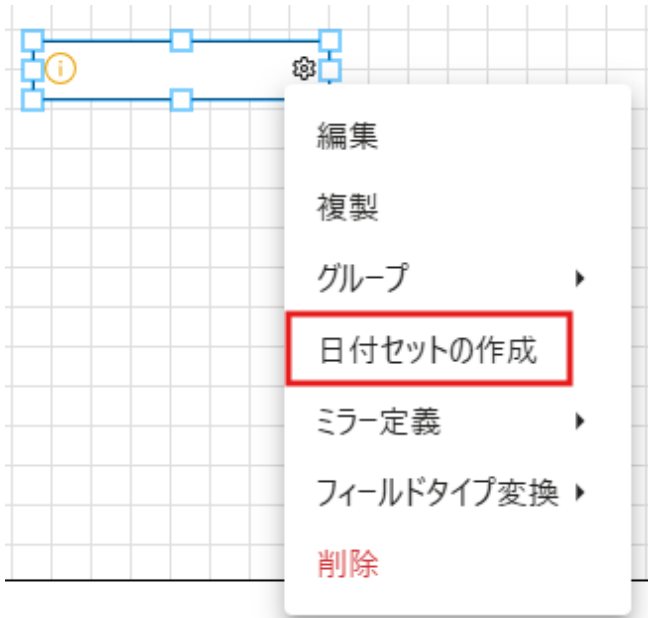 編集
複製
グループ
日付セットの作成
ミラー定義
フィールドタイプ変換
削除